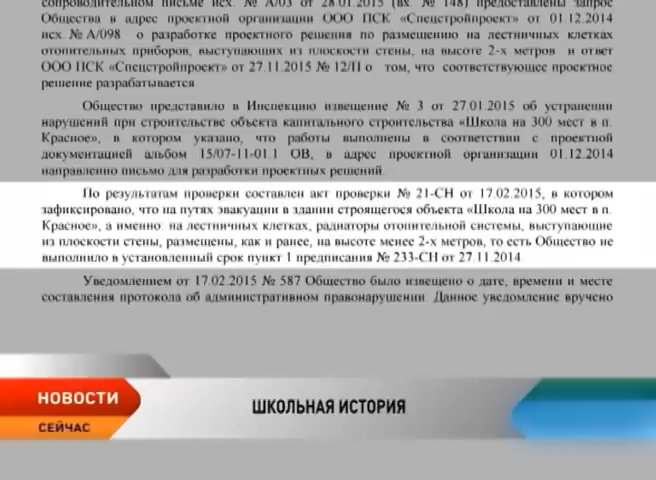 сопроводительном письме исх. № А/03 от 28.01.2015 (вх. № 148) предоставлены запрос
Общества в адрес проектной организации ООО ПСК «Спецстройпроект» от 01.12.2014
исх. № А/098 о разработке проектного решения по размещению на лестничных клетках
отопительных приборов, выступающих из плоскости стены, на высоте 2-х метров и ответ
ООО ПСК «Спецстройпроект» от 27.11.2015 № 12/П о том, что соответствующее проектное
решение разрабатывается.
Общество представило в Инспекцию извещение № 3 от 27.01.2015 об устранении
нарушений при строительстве объекта капитального строительства «Школа на 300 мест в п.
Красное», в котором указано, что работы выполнены в соответствии с проектной
документацией альбом 15/07-11-01.1 ОВ, в адрес проектной организации 01.12.2014
направлено письмо для разработки проектных решений.
По результатам проверки составлен акт проверки № 21-СН от 17.02.2015, в котором
зафиксировано, что на путях эвакуации в здании строящегося объекта «Школа на 300 мест в п.
Красное», а именно: на лестничных клетках, радиаторы отопительной системы, выступающие
из плоскости стены, размещены, как и ранее, на высоте менее 2-х метров, то есть Общество не
выполнило в установленный срок пункт 1 предписания № 233-СН от 27.11.2014
Уведомлением от 17.02.2015 № 587 Общество было извещено о дате, времени и месте
составления протокола об административном правонарушении. Данное уведомление вручено
НОВОСТИ
СЕЙЧАС
ШКОЛЬНАЯ ИСТОРИЯ